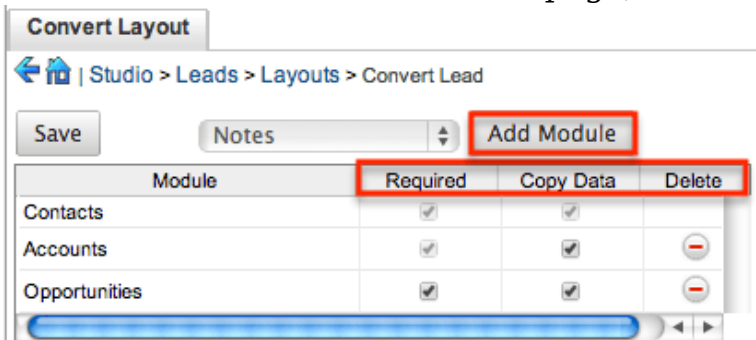 Convert Layout
| Studio > Leads > Layouts > Convert Lead
Save Notes Add Module
Module Required Copy Data Delete
Contacts
Accounts
Opportunities